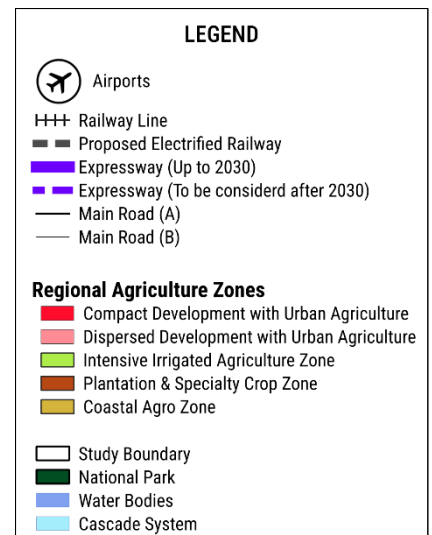 LEGEND
Airports
Railway Line
Proposed Electrified Railway
Expressway (Up to 2030)
Expressway (To be considerd after 2030)
Main Road (A)
Main Road (B)
Regional Agriculture Zones
Compact Development with Urban Agriculture
Dispersed Development with Urban Agriculture
Intensive Irrigated Agriculture Zone
Plantation & Specialty Crop Zone
Coastal Agro Zone
Study Boundary
National Park
Water Bodies
Cascade System